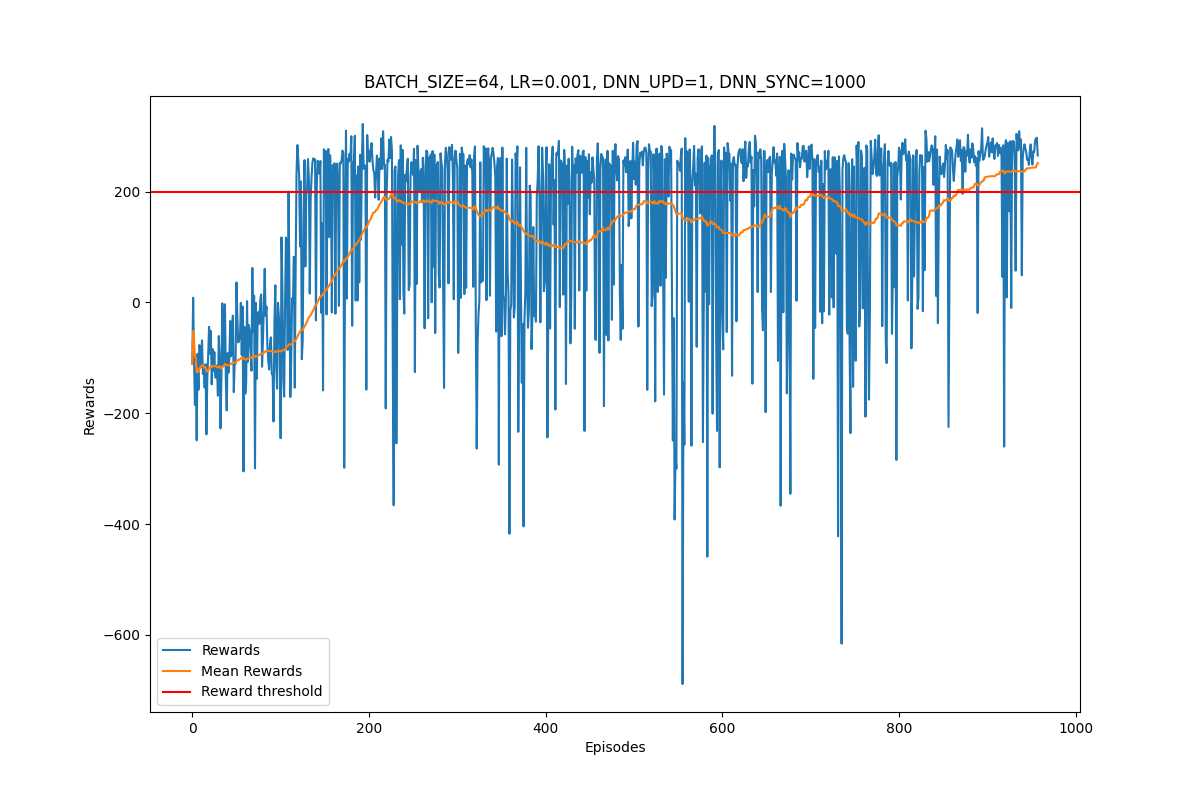 BATCH_SIZE=64, LR=0.001, DNN_UPD=1, DNN_SYNC=1000
Rewards
200
0
−200
−400
−600
Rewards
Mean Rewards
Reward threshold
0
200
400
600
800
1000
Episodes